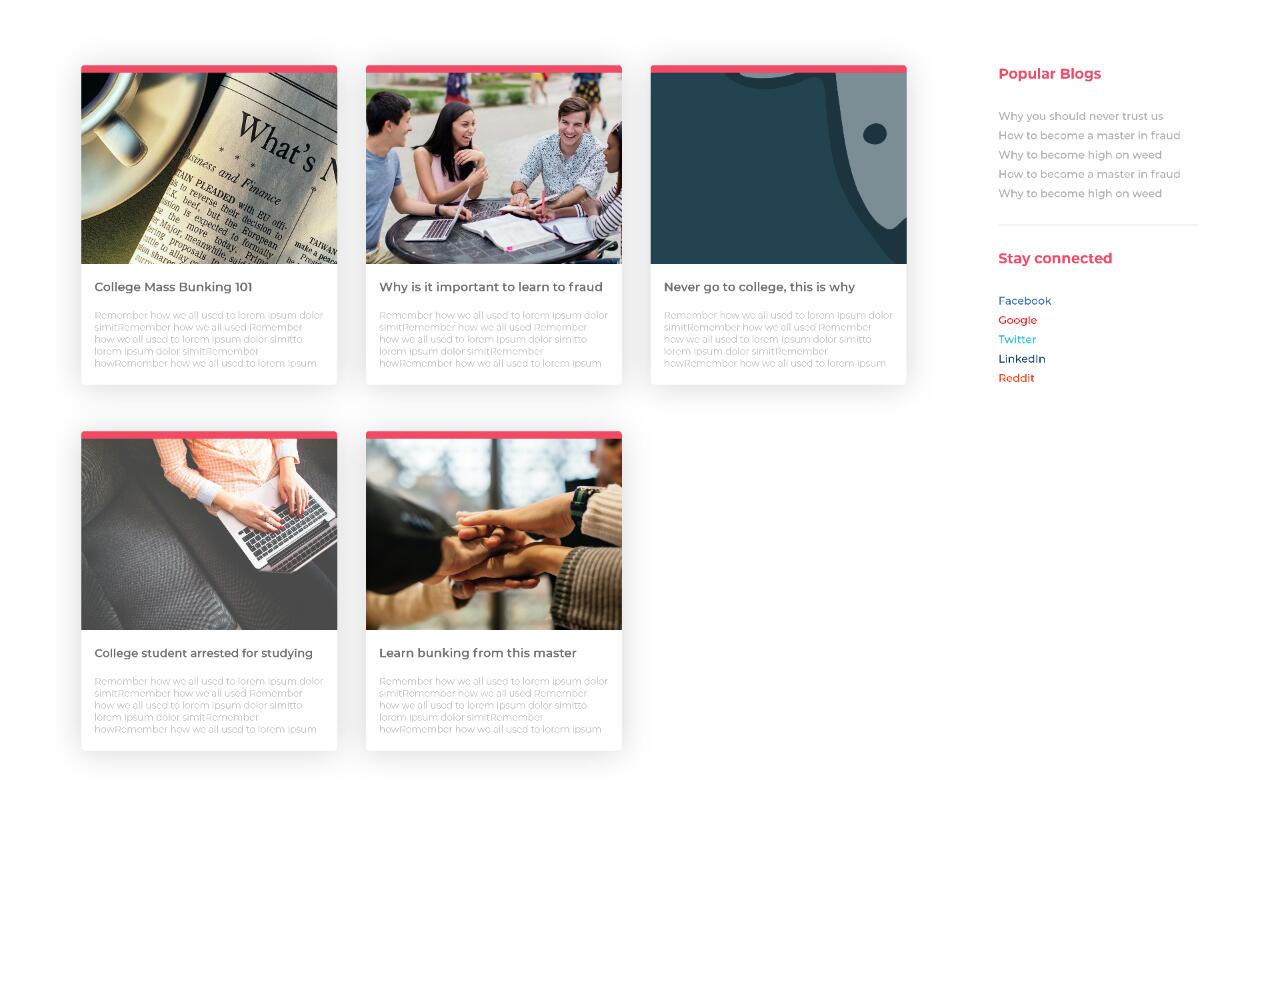 What's N
* * *
usiness and Finance
TAIN PLEADED with EU offi-
to reverse their decision to
U.K. beef, but the European
ssion is expected to formally
the move today. Prime
er Major, meanwhile, said
ing proposals to
ttle to allay
TAIWAN
make a peace
College Mass Bunking 101
Remember how we all used to lorem ipsum dolor
simitRemember how we all used Remember
how we all used to lorem ipsum dolor simitto
lorem ipsum dolor simitRemember
howRemember how we all used to lorem ipsum
Why is it important to learn to fraud
Remember how we all used to lorem ipsum dolor
simitRemember how we all used Remember
how we all used to lorem ipsum dolor simitto
lorem ipsum dolor simitRemember
howRemember how we all used to lorem ipsum
Never go to college, this is why
Remember how we all used to lorem ipsum dolor
simitRemember how we all used Remember
how we all used to lorem ipsum dolor simitto
lorem ipsum dolor simitRemember
howRemember how we all used to lorem ipsum
College student arrested for studying
Remember how we all used to lorem ipsum dolor
simitRemember how we all used Remember
how we all used to lorem ipsum dolor simitto
lorem ipsum dolor simitRemember
howRemember how we all used to lorem ipsum
Learn bunking from this master
Remember how we all used to lorem ipsum dolor
simitRemember how we all used Remember
how we all used to lorem ipsum dolor simitto
lorem ipsum dolor simitRemember
howRemember how we all used to lorem ipsum
Popular Blogs
Why you should never trust us
How to become a master in fraud
Why to become high on weed
How to become a master in fraud
Why to become high on weed
Stay connected
Facebook
Google
Twitter
LinkedIn
Reddit